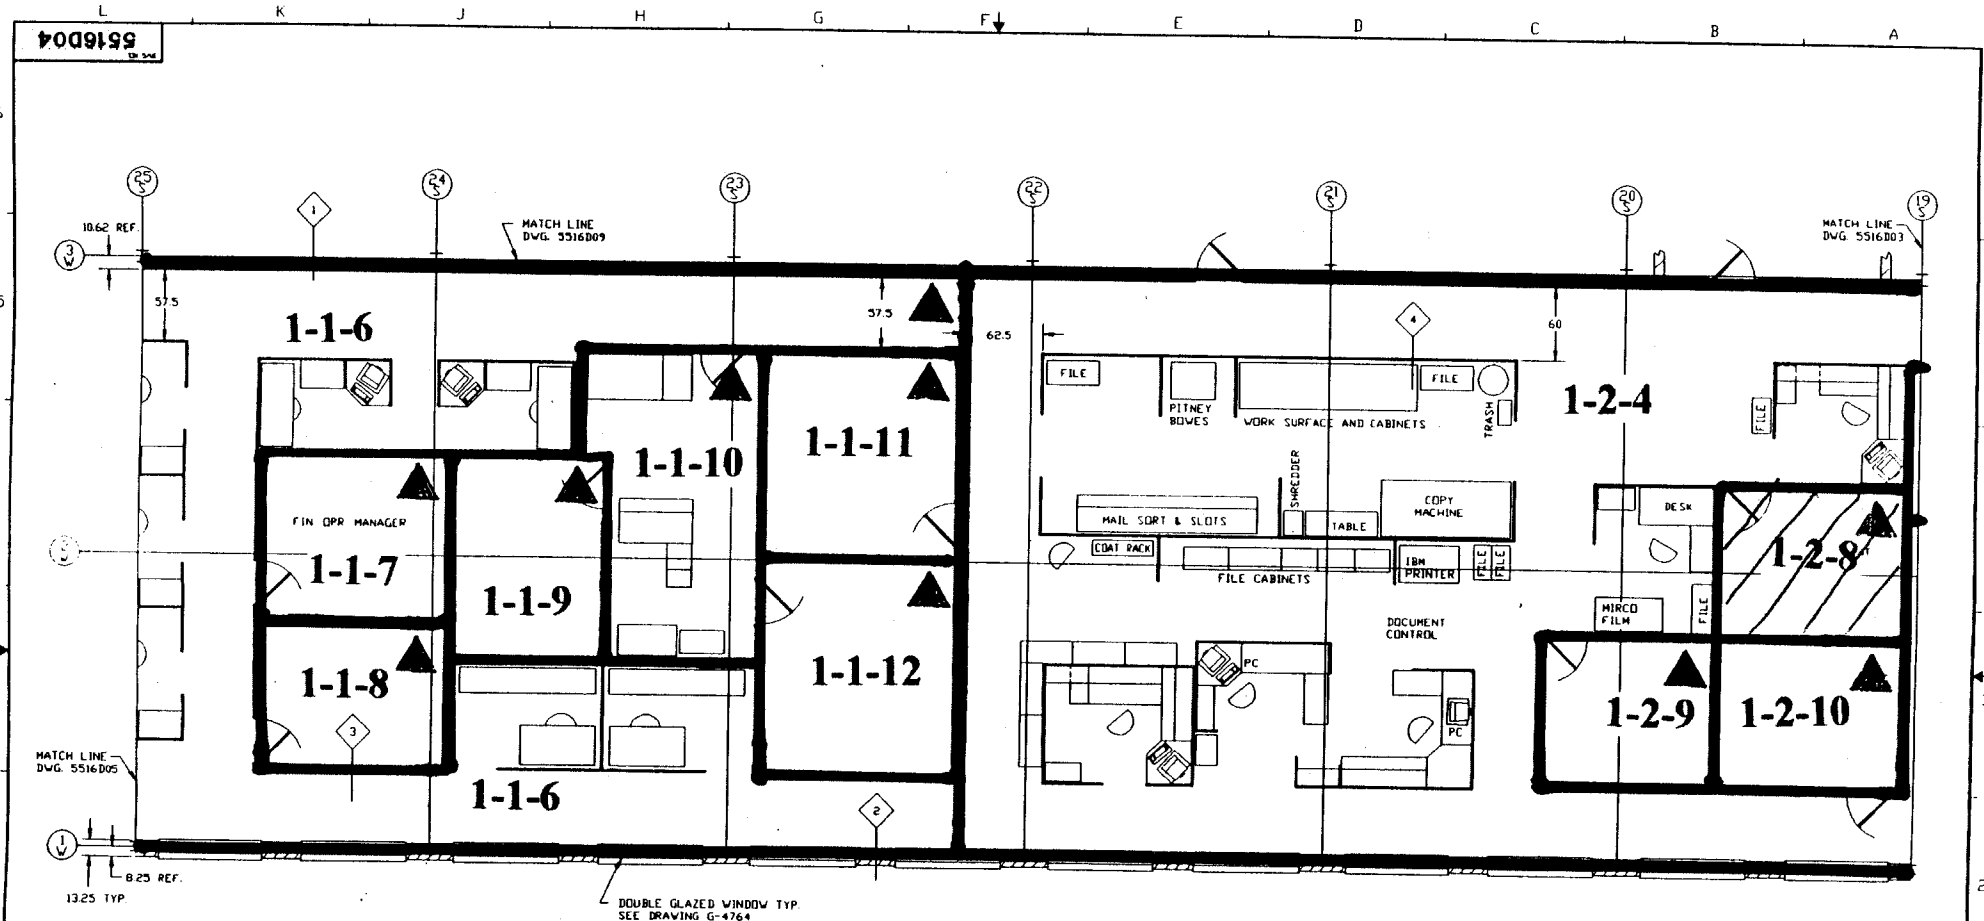 L K J H G F E D C B A
5516D04
25 S
24 S
23 S
22 S
21 S
20 S
19 S
1
10.62 REF.
MATCH LINE
DWG. 5516D09
MATCH LINE
DWG. 5516D03
3 W
57.5
57.5
62.5
60
4
1-1-6
FILE
PITNEY
BOWES
WORK SURFACE AND CABINETS
FILE
TRASH
1-2-4
FILE
1-1-10
1-1-11
SHREDDER
FIN OPR MANAGER
MAIL SORT & SLOTS
TABLE
COPY
MACHINE
DESK
1-1-7
COAT RACK
FILE CABINETS
IBM
PRINTER
FILE
FILE
1-2-8
1-1-9
MIRCO
FILM
FILE
DOCUMENT
CONTROL
1-1-8
1-1-12
PC
PC
1-2-9
1-2-10
3
MATCH LINE
DWG. 5516D05
1-1-6
2
1 W
8.25 REF.
13.25 TYP.
DOUBLE GLAZED WINDOW TYP.
SEE DRAWING G-4764